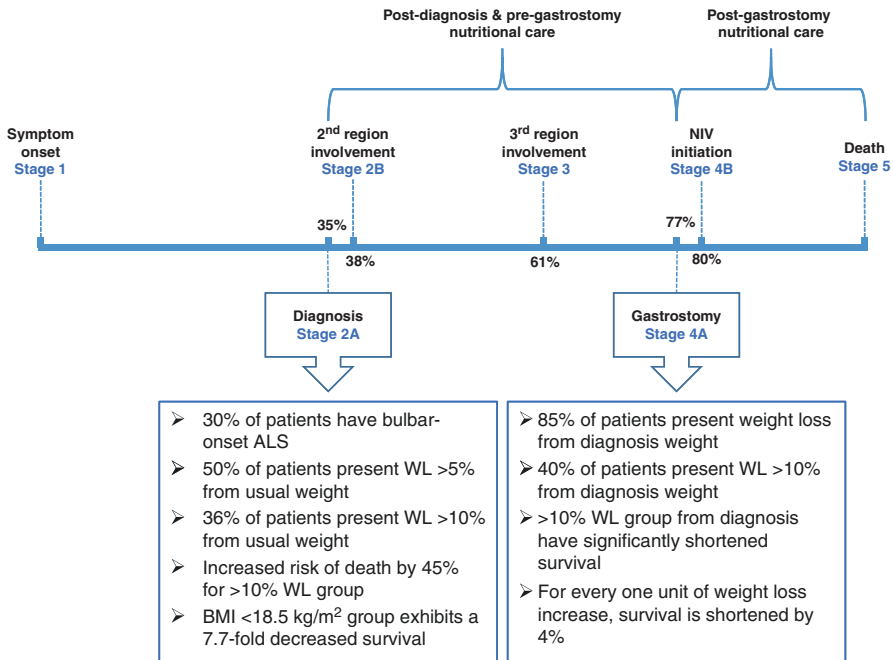 Post-diagnosis & pre-gastrostomy
nutritional care
Post-gastrostomy
nutritional care
Symptom
onset
Stage 1
2nd region
involvement
Stage 2B
3rd region
involvement
Stage 3
NIV
initiation
Stage 4B
Death
Stage 5
35%
77%
38%
61%
80%
Diagnosis
Stage 2A
Gastrostomy
Stage 4A
➢ 30% of patients have bulbar-
onset ALS
➢ 50% of patients present WL >5%
from usual weight
➢ 36% of patients present WL >10%
from usual weight
➢ Increased risk of death by 45%
for >10% WL group
➢ BMI <18.5 kg/m² group exhibits a
7.7-fold decreased survival
➢ 85% of patients present weight loss
from diagnosis weight
➢ 40% of patients present WL >10%
from diagnosis weight
➢ >10% WL group from diagnosis
have significantly shortened
survival
➢ For every one unit of weight loss
increase, survival is shortened by
4%